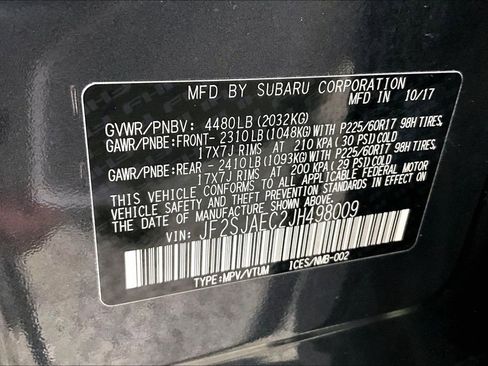 MFD BY SUBARU CORPORATION
MFD IN 10/17
GVWR/PNBV: 4480LB(2032KG)
GAWR/PNBE:FRONT- 2310LB(1048KG)WITH P225/60R17 98H TIRES,
17X7J RIMS AT 210 KPA(30 PSI)COLD
GAWR/PNBE:REAR - 2410LB(1093KG)WITH P225/60R17 98H TIRES,
17X7J RIMS AT 200 KPA(29 PSI)COLD
THIS VEHICLE CONFORMS TO ALL APPLICABLE FEDERAL MOTOR
VEHICLE SAFETY, BUMPER AND THEFT PREVENTION STANDARDS IN EFFECT
ON THE DATE OF MANUFACTURE SHOWN ABOVE.
VIN: JF2SJAEC2JH498009
TYPE:MPV/VTUM ICES/NMB-002